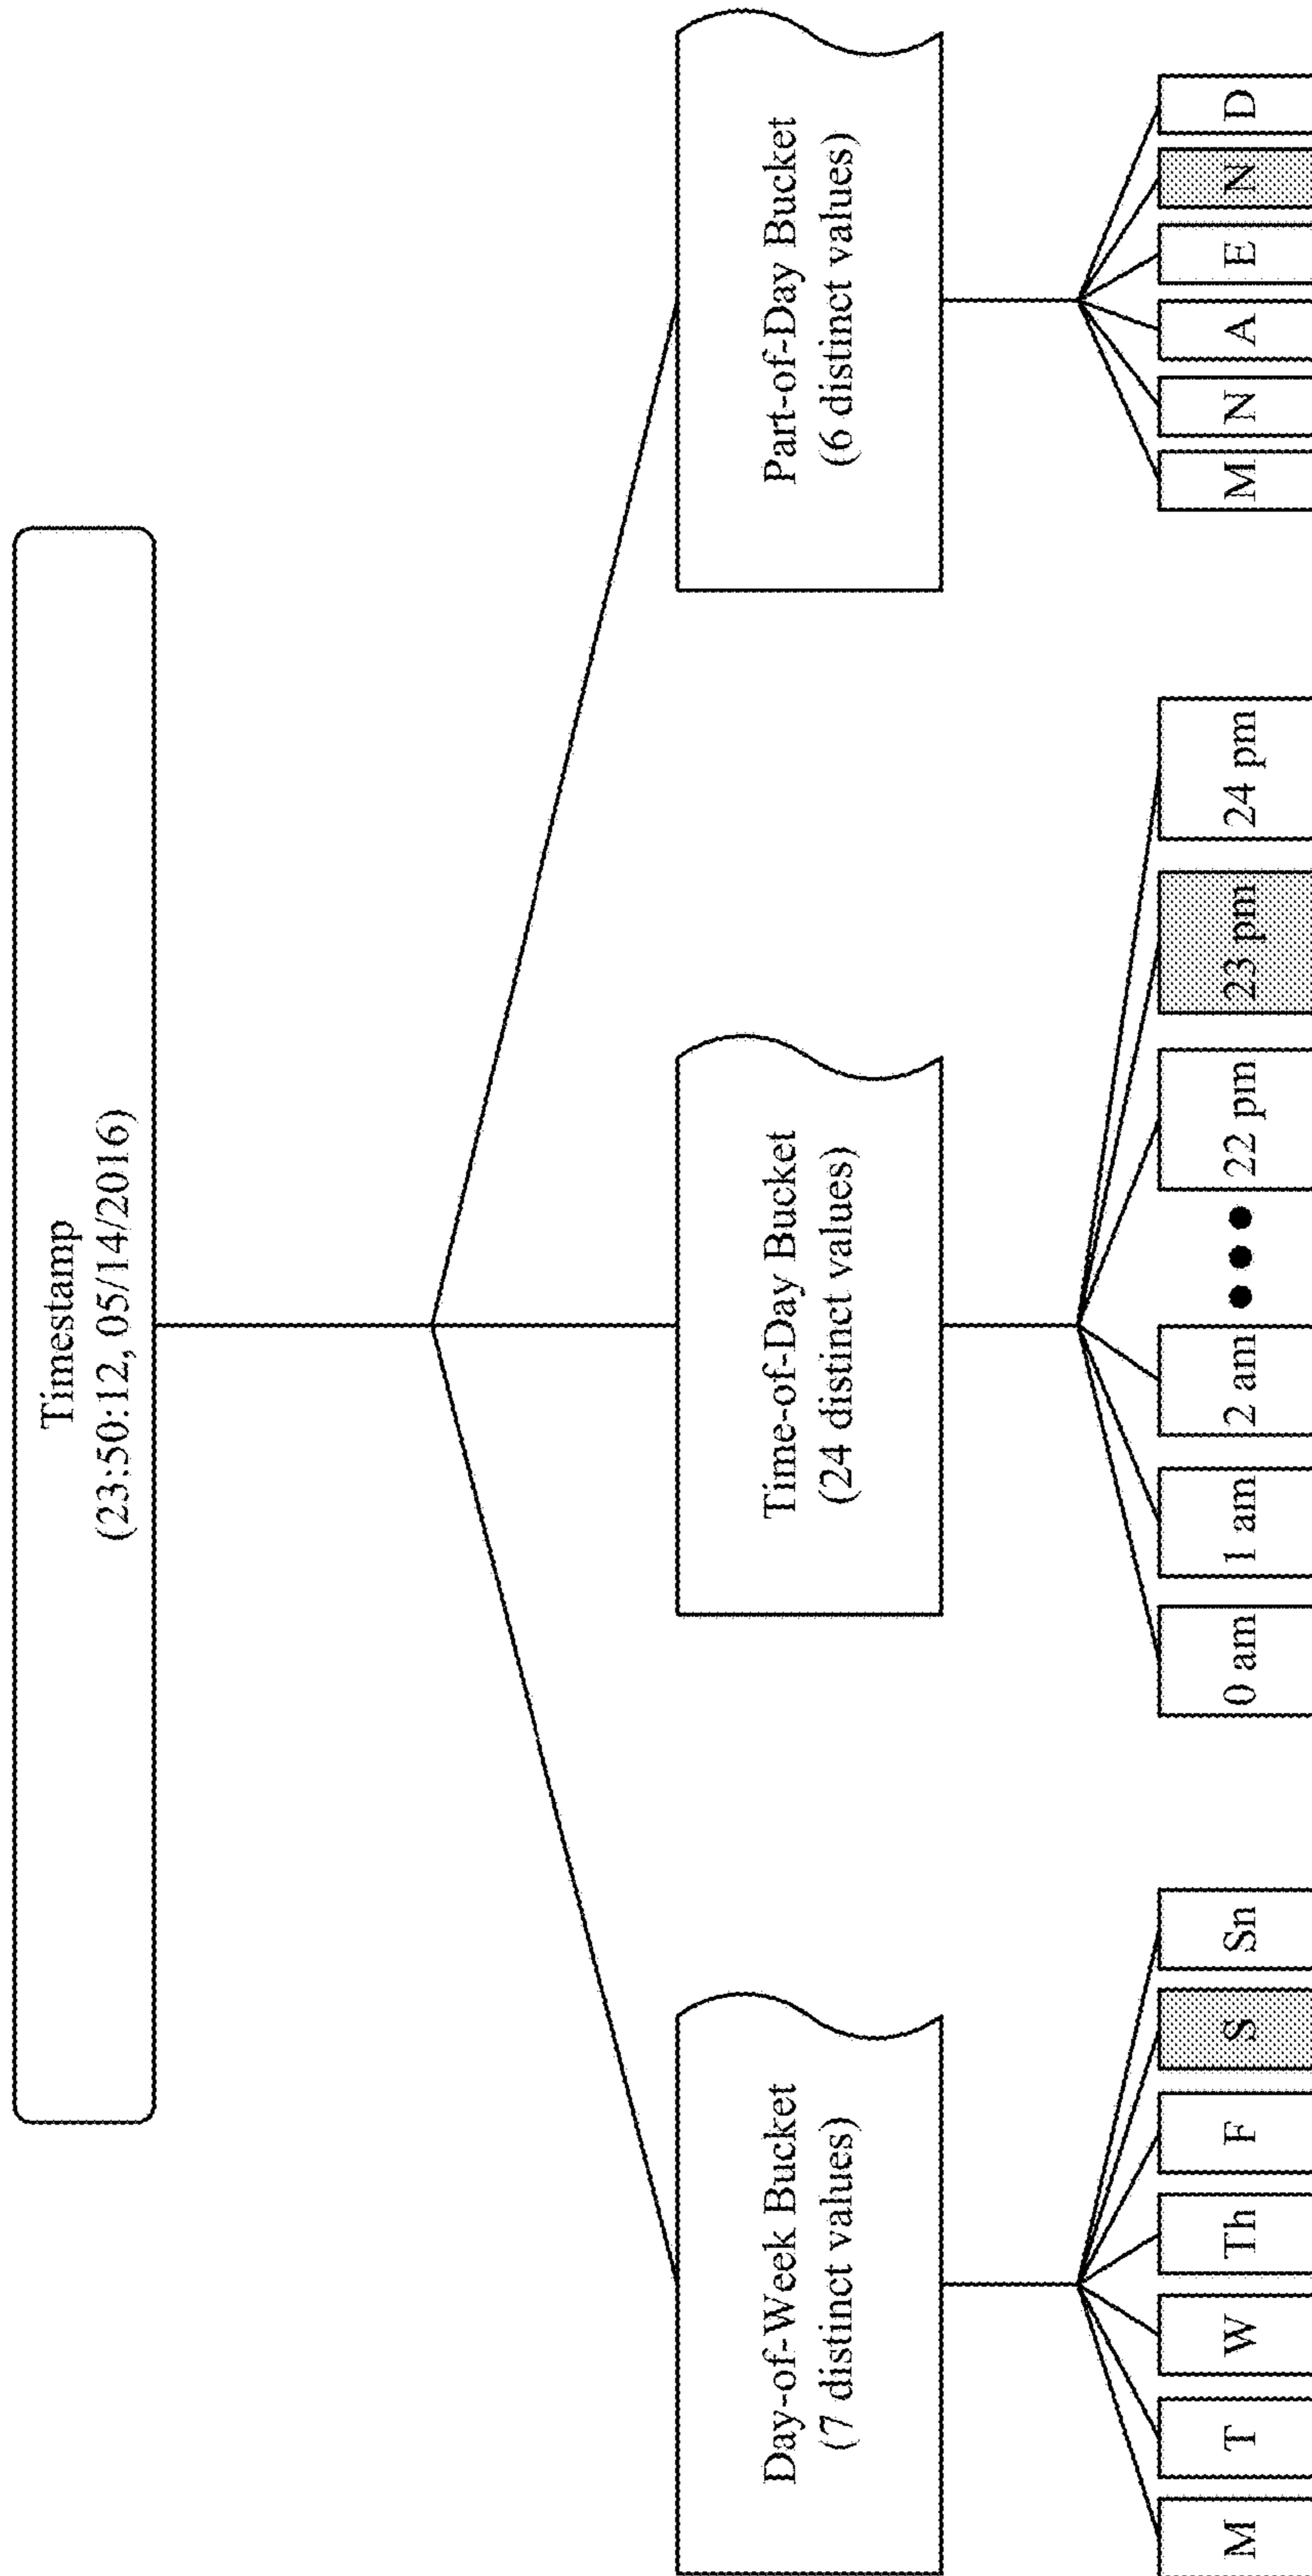 Timestamp
(23:50:12, 05/14/2016)
Day-of-Week Bucket
(7 distinct values)
Time-of-Day Bucket
(24 distinct values)
Part-of-Day Bucket
(6 distinct values)
M T W Th F S Sn
0 am 1 am 2 am ●●● 22 pm 23 pm 24 pm
M N A E N D